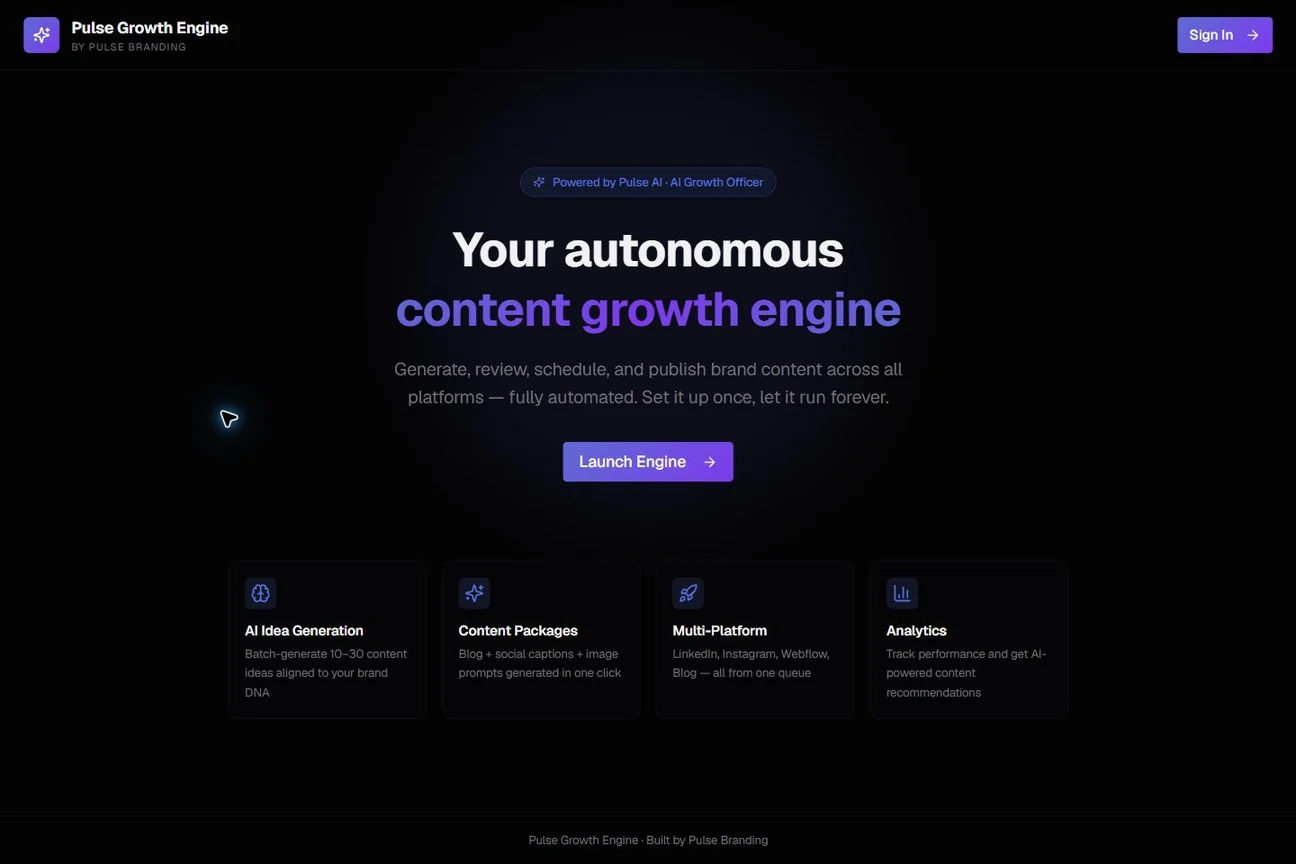 Pulse Growth Engine
BY PULSE BRANDING
Sign In
Powered by Pulse AI · AI Growth Officer
Your autonomous
content growth engine
Generate, review, schedule, and publish brand content across all
platforms — fully automated. Set it up once, let it run forever.
Launch Engine
AI Idea Generation
Batch-generate 10–30 content
ideas aligned to your brand
DNA
Content Packages
Blog + social captions + image
prompts generated in one click
Multi-Platform
LinkedIn, Instagram, Webflow,
Blog — all from one queue
Analytics
Track performance and get AI-
powered content
recommendations
Pulse Growth Engine · Built by Pulse Branding